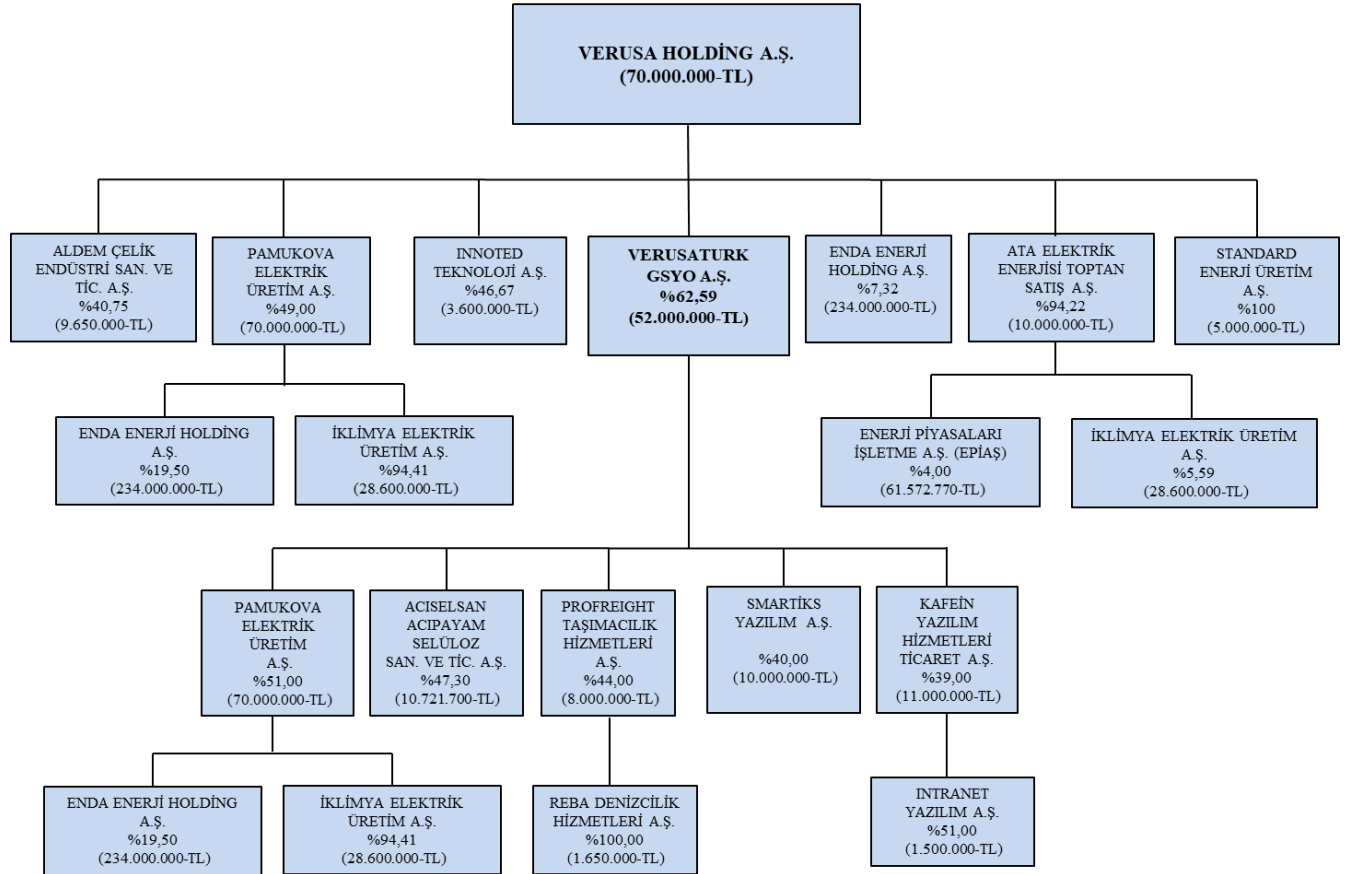 VERUSA HOLDİNG A.Ş.
(70.000.000-TL)
ALDEM ÇELİK
ENDÜSTRİ SAN. VE
TİC. A.Ş.
%40,75
(9.650.000-TL)
PAMUKOVA
ELEKTRİK
ÜRETİM A.Ş.
%49,00
(70.000.000-TL)
INNOTED
TEKNOLOJİ A.Ş.
%46,67
(3.600.000-TL)
VERUSATURK
GSYO A.Ş.
%62,59
(52.000.000-TL)
ENDA ENERJİ
HOLDİNG A.Ş.
%7,32
(234.000.000-TL)
ATA ELEKTRİK
ENERJİSİ TOPTAN
SATIŞ A.Ş.
%94,22
(10.000.000-TL)
STANDARD
ENERJİ ÜRETİM
A.Ş.
%100
(5.000.000-TL)
ENDA ENERJİ HOLDİNG
A.Ş.
%19,50
(234.000.000-TL)
İKLİMYA ELEKTRİK
ÜRETİM A.Ş.
%94,41
(28.600.000-TL)
ENERJİ PİYASALARI
İŞLETME A.Ş. (EPİAŞ)
%4,00
(61.572.770-TL)
İKLİMYA ELEKTRİK ÜRETİM
A.Ş.
%5,59
(28.600.000-TL)
PAMUKOVA
ELEKTRİK
ÜRETİM
A.Ş.
%51,00
(70.000.000-TL)
ACISELSAN
ACIPAYAM
SELÜLOZ
SAN. VE TİC. A.Ş.
%47,30
(10.721.700-TL)
PROFREIGHT
TAŞIMACILIK
HİZMETLERİ
A.Ş.
%44,00
(8.000.000-TL)
SMARTİKS
YAZILIM A.Ş.
%40,00
(10.000.000-TL)
KAFEİN
YAZILIM
HİZMETLERİ
TİCARET A.Ş.
%39,00
(11.000.000-TL)
ENDA ENERJİ HOLDİNG
A.Ş.
%19,50
(234.000.000-TL)
İKLİMYA ELEKTRİK
ÜRETİM A.Ş.
%94,41
(28.600.000-TL)
REBA DENİZCİLİK
HİZMETLERİ A.Ş.
%100,00
(1.650.000-TL)
INTRANET
YAZILIM A.Ş.
%51,00
(1.500.000-TL)